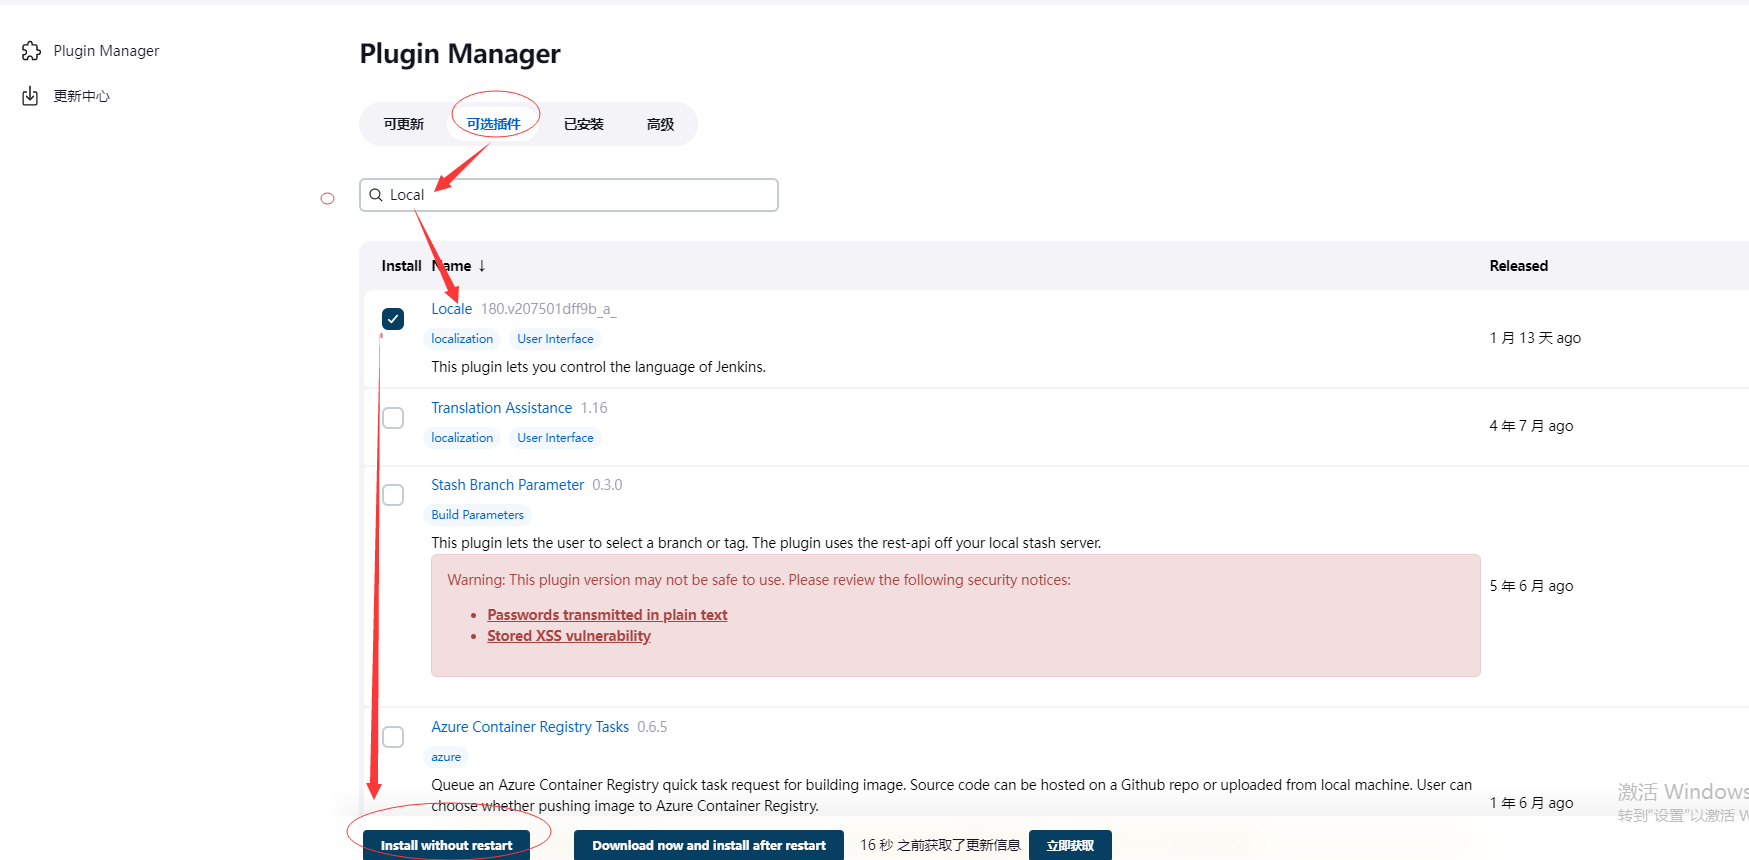 Plugin Manager
更新中心
Plugin Manager
可更新 可选插件 已安装 高级
Local
Install Name ↓ Released
Locale 180.v207501dff9b_a_
localization User Interface
This plugin lets you control the language of Jenkins.
1 月 13 天 ago
Translation Assistance 1.16
localization User Interface
4 年 7 月 ago
Stash Branch Parameter 0.3.0
Build Parameters
This plugin lets the user to select a branch or tag. The plugin uses the rest-api off your local stash server.
Warning: This plugin version may not be safe to use. Please review the following security notices:
• Passwords transmitted in plain text
• Stored XSS vulnerability
5 年 6 月 ago
Azure Container Registry Tasks 0.6.5
azure
Queue an Azure Container Registry quick task request for building image. Source code can be hosted on a Github repo or uploaded from local machine. User can
choose whether pushing image to Azure Container Registry.
1 年 6 月 ago
激活 Windows
转到“设置”以激活 W
Install without restart Download now and install after restart 16 秒 之前获取了更新信息 立即获取